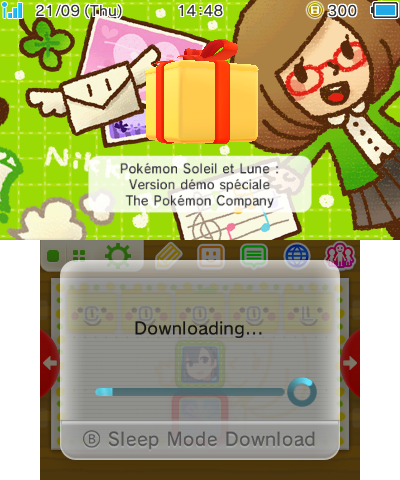 21/09 (Thu)
14:48
300
Nikki
Pokémon Soleil et Lune :
Version démo spéciale
The Pokémon Company
Downloading...
Ⓑ Sleep Mode Download